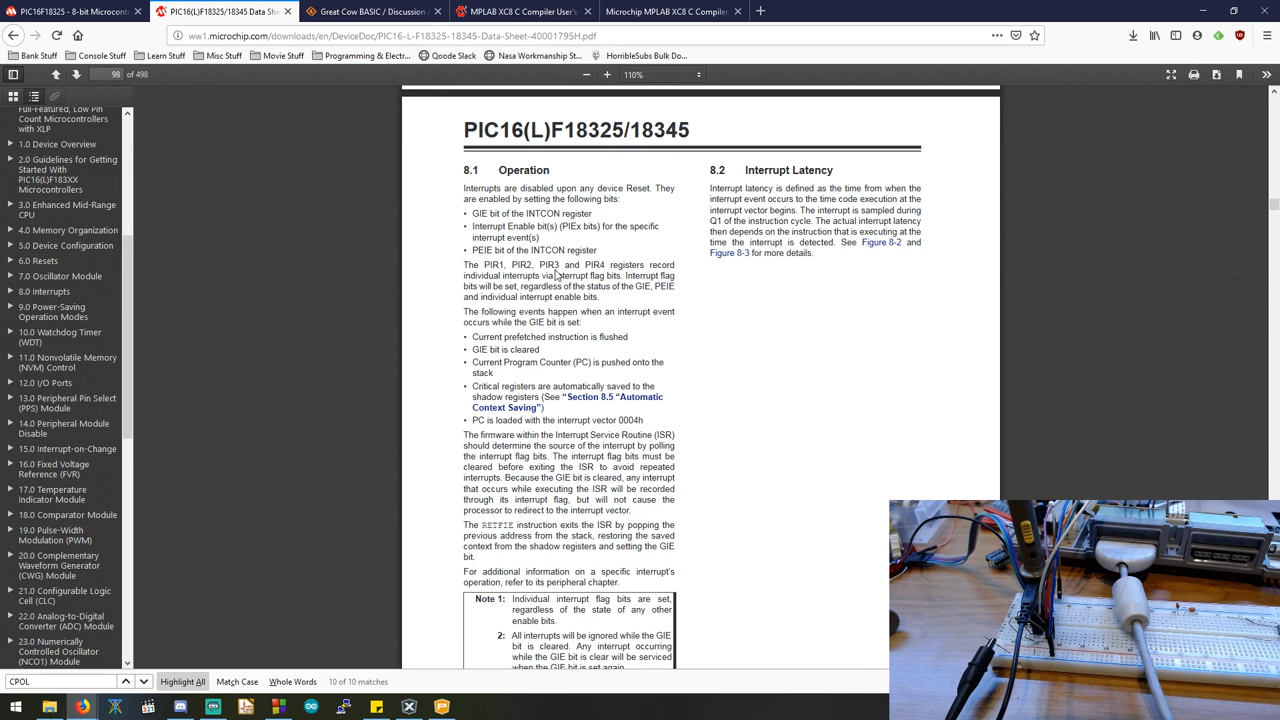 PIC16F18325 - 8-bit Microcont
PIC16(L)F18325/18345 Data She
Great Cow BASIC / Discussion /
MPLAB XC8 C Compiler User's
Microchip MPLAB XC8 C Compiler
ww1.microchip.com/downloads/en/DeviceDoc/PIC16-L-F18325-18345-Data-Sheet-40001795H.pdf
Bank Stuff
Console Stuff
Learn Stuff
Misc Stuff
Movie Stuff
Programming & Electr...
Qoode Slack
Nasa Workmanship St...
HorribleSubs Bulk Do...
98 of 498
110%
Full-Featured, Low Pin
Count Microcontrollers
with XLP
1.0 Device Overview
2.0 Guidelines for Getting
Started With
PIC16(L)F183XX
Microcontrollers
3.0 Enhanced Mid-Range
CPU
4.0 Memory Organization
5.0 Device Configuration
6.0 Resets
7.0 Oscillator Module
8.0 Interrupts
9.0 Power-Saving
Operation Modes
10.0 Watchdog Timer
(WDT)
11.0 Nonvolatile Memory
(NVM) Control
12.0 I/O Ports
13.0 Peripheral Pin Select
(PPS) Module
14.0 Peripheral Module
Disable
15.0 Interrupt-on-Change
16.0 Fixed Voltage
Reference (FVR)
17.0 Temperature
Indicator Module
18.0 Comparator Module
19.0 Pulse-Width
Modulation (PWM)
20.0 Complementary
Waveform Generator
(CWG) Module
21.0 Configurable Logic
Cell (CLC)
22.0 Analog-to-Digital
Converter (ADC) Module
23.0 Numerically
Controlled Oscillator
(NCO1) Module
PIC16(L)F18325/18345
8.1 Operation
Interrupts are disabled upon any device Reset. They
are enabled by setting the following bits:
• GIE bit of the INTCON register
• Interrupt Enable bit(s) (PIEx bits) for the specific
interrupt event(s)
• PEIE bit of the INTCON register
The PIR1, PIR2, PIR3 and PIR4 registers record
individual interrupts via interrupt flag bits. Interrupt flag
bits will be set, regardless of the status of the GIE, PEIE
and individual interrupt enable bits.
The following events happen when an interrupt event
occurs while the GIE bit is set:
• Current prefetched instruction is flushed
• GIE bit is cleared
• Current Program Counter (PC) is pushed onto the
stack
• Critical registers are automatically saved to the
shadow registers (See “Section 8.5 “Automatic
Context Saving”)
• PC is loaded with the interrupt vector 0004h
The firmware within the Interrupt Service Routine (ISR)
should determine the source of the interrupt by polling
the interrupt flag bits. The interrupt flag bits must be
cleared before exiting the ISR to avoid repeated
interrupts. Because the GIE bit is cleared, any interrupt
that occurs while executing the ISR will be recorded
through its interrupt flag, but will not cause the
processor to redirect to the interrupt vector.
The RETFIE instruction exits the ISR by popping the
previous address from the stack, restoring the saved
context from the shadow registers and setting the GIE
bit.
For additional information on a specific interrupt's
operation, refer to its peripheral chapter.
Note 1: Individual interrupt flag bits are set,
regardless of the state of any other
enable bits.
2: All interrupts will be ignored while the GIE
bit is cleared. Any interrupt occurring
while the GIE bit is clear will be serviced
when the GIE bit is set again.
8.2 Interrupt Latency
Interrupt latency is defined as the time from when the
interrupt event occurs to the time code execution at the
interrupt vector begins. The interrupt is sampled during
Q1 of the instruction cycle. The actual interrupt latency
then depends on the instruction that is executing at the
time the interrupt is detected. See Figure 8-2 and
Figure 8-3 for more details.
CPOL
Highlight All
Match Case
Whole Words
10 of 10 matches